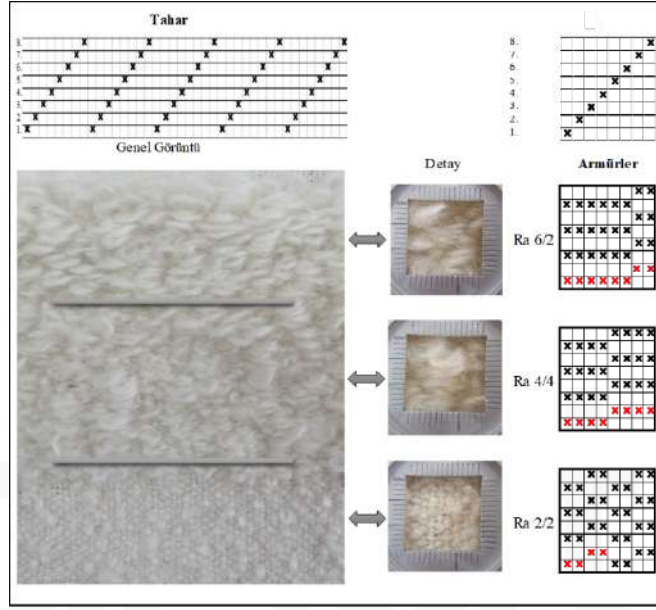 Tahar
8.
7.
6.
5.
4.
3.
2.
1.
8.
7.
6.
5.
4.
3.
2.
1.
Genel Görüntü
Detay
Armürler
Ra 6/2
Ra 4/4
Ra 2/2